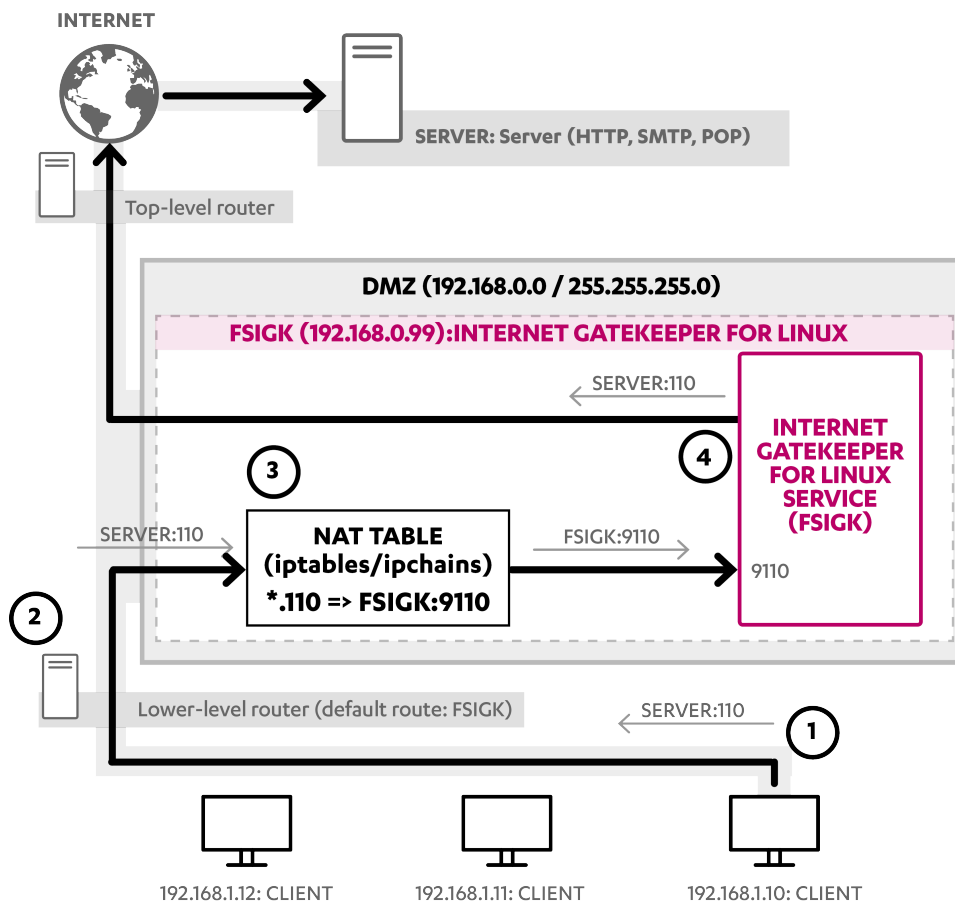 INTERNET
SERVER: Server (HTTP, SMTP, POP)
Top-level router
DMZ (192.168.0.0 / 255.255.255.0)
FSIGK (192.168.0.99):INTERNET GATEKEEPER FOR LINUX
SERVER:110
INTERNET
GATEKEEPER
FOR LINUX
SERVICE
(FSIGK)
4
3
SERVER:110
NAT TABLE
(iptables/ipchains)
*.110 => FSIGK:9110
FSIGK:9110
9110
2
Lower-level router (default route: FSIGK)
SERVER:110
1
192.168.1.12: CLIENT
192.168.1.11: CLIENT
192.168.1.10: CLIENT